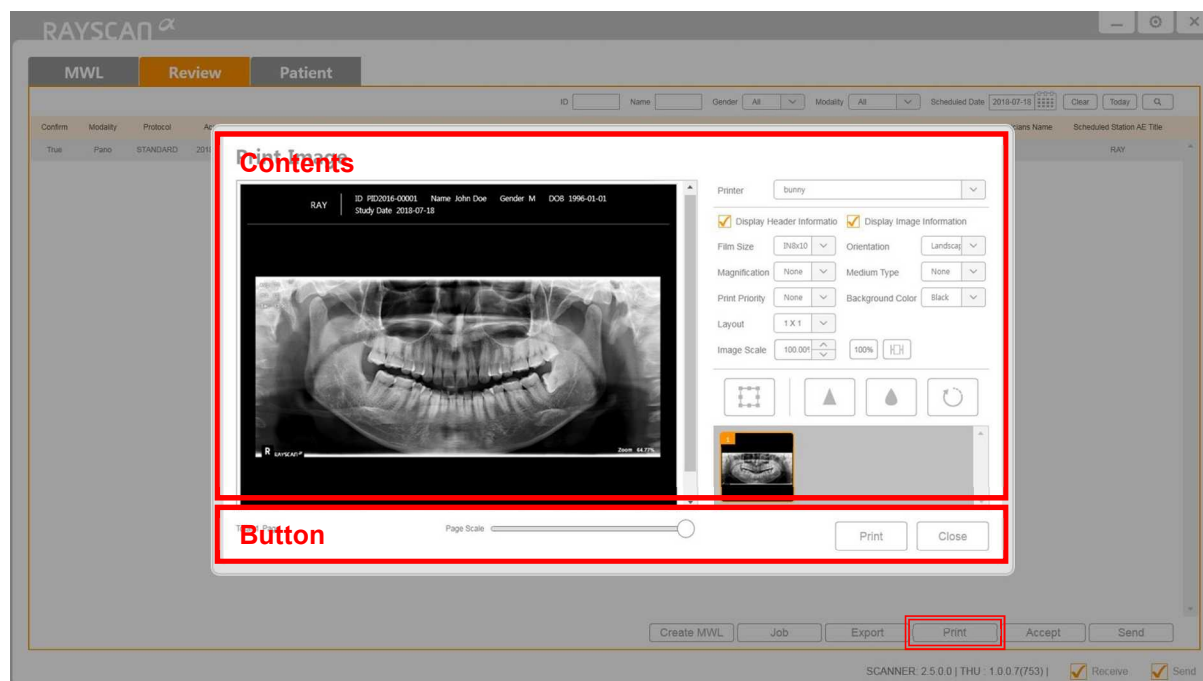 RAYSCAN α
MWL Review Patient
ID Name Gender All Modality All Scheduled Date 2018-07-18 Clear Today
Confirm Modality Protocol Scheduled Station AE Title
True Pano STANDARD RAY
Print Image
Contents
RAY
ID PID2016-00001 Name John Doe Gender M DOB 1996-01-01
Study Date 2018-07-18
R RAYSCAN α
Zoom 64.77%
Printer bunny
Display Header Informatio Display Image Information
Film Size IN8x10 Orientation Landscap
Magnification None Medium Type None
Print Priority None Background Color Black
Layout 1 X 1
Image Scale 100.00 100%
1
Button
Page Scale
Print Close
Create MWL Job Export Print Accept Send
SCANNER: 2.5.0.0 | THU : 1.0.0.7(753) | Receive Send